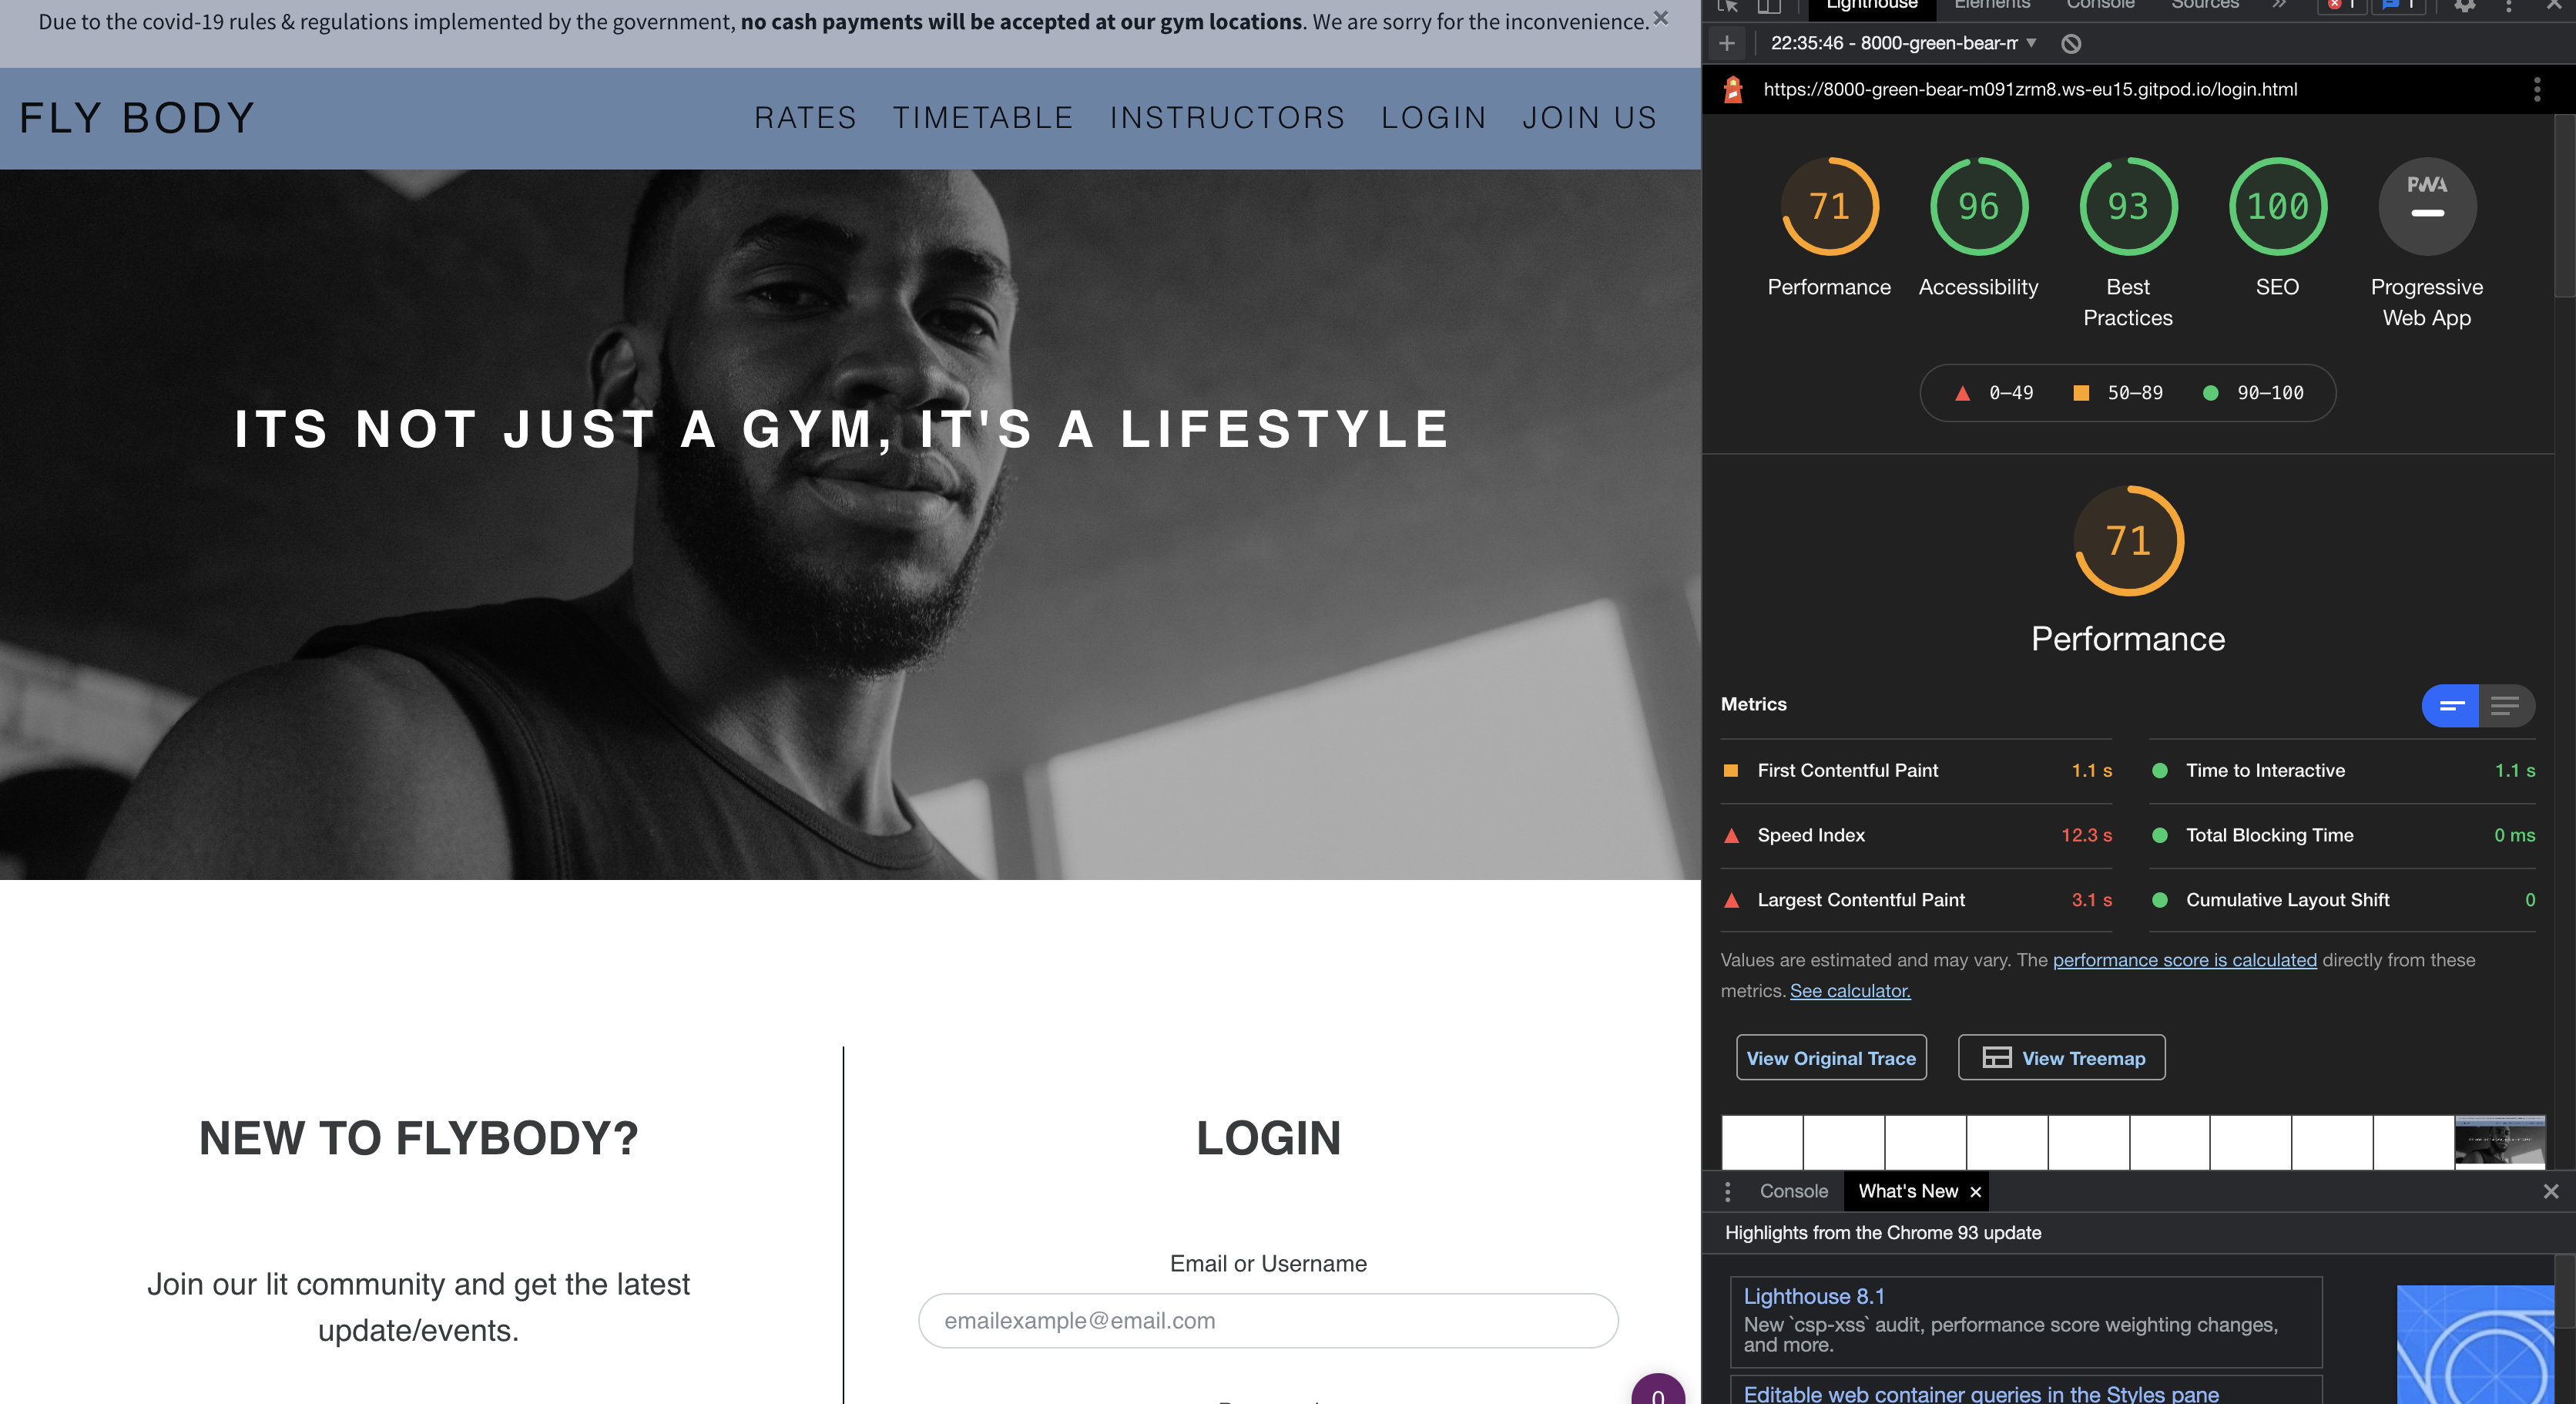 Due to the covid-19 rules & regulations implemented by the government, no cash payments will be accepted at our gym locations. We are sorry for the inconvenience. ×
FLY BODY
RATES TIMETABLE INSTRUCTORS LOGIN JOIN US
ITS NOT JUST A GYM, IT'S A LIFESTYLE
NEW TO FLYBODY?
Join our lit community and get the latest
update/events.
LOGIN
Email or Username
emailexample@email.com
0
Lighthouse Elements Console Sources » 1 1
22:35:46 - 8000-green-bear-m
https://8000-green-bear-m091zrm8.ws-eu15.gitpod.io/login.html
71 96 93 100 PWA
Performance Accessibility Best Practices SEO Progressive Web App
0–49 50–89 90–100
71
Performance
Metrics
First Contentful Paint 1.1 s
Time to Interactive 1.1 s
Speed Index 12.3 s
Total Blocking Time 0 ms
Largest Contentful Paint 3.1 s
Cumulative Layout Shift 0
Values are estimated and may vary. The performance score is calculated directly from these
metrics. See calculator.
View Original Trace View Treemap
Console What's New ×
Highlights from the Chrome 93 update
Lighthouse 8.1
New `csp-xss` audit, performance score weighting changes,
and more.
Editable web container queries in the Styles pane